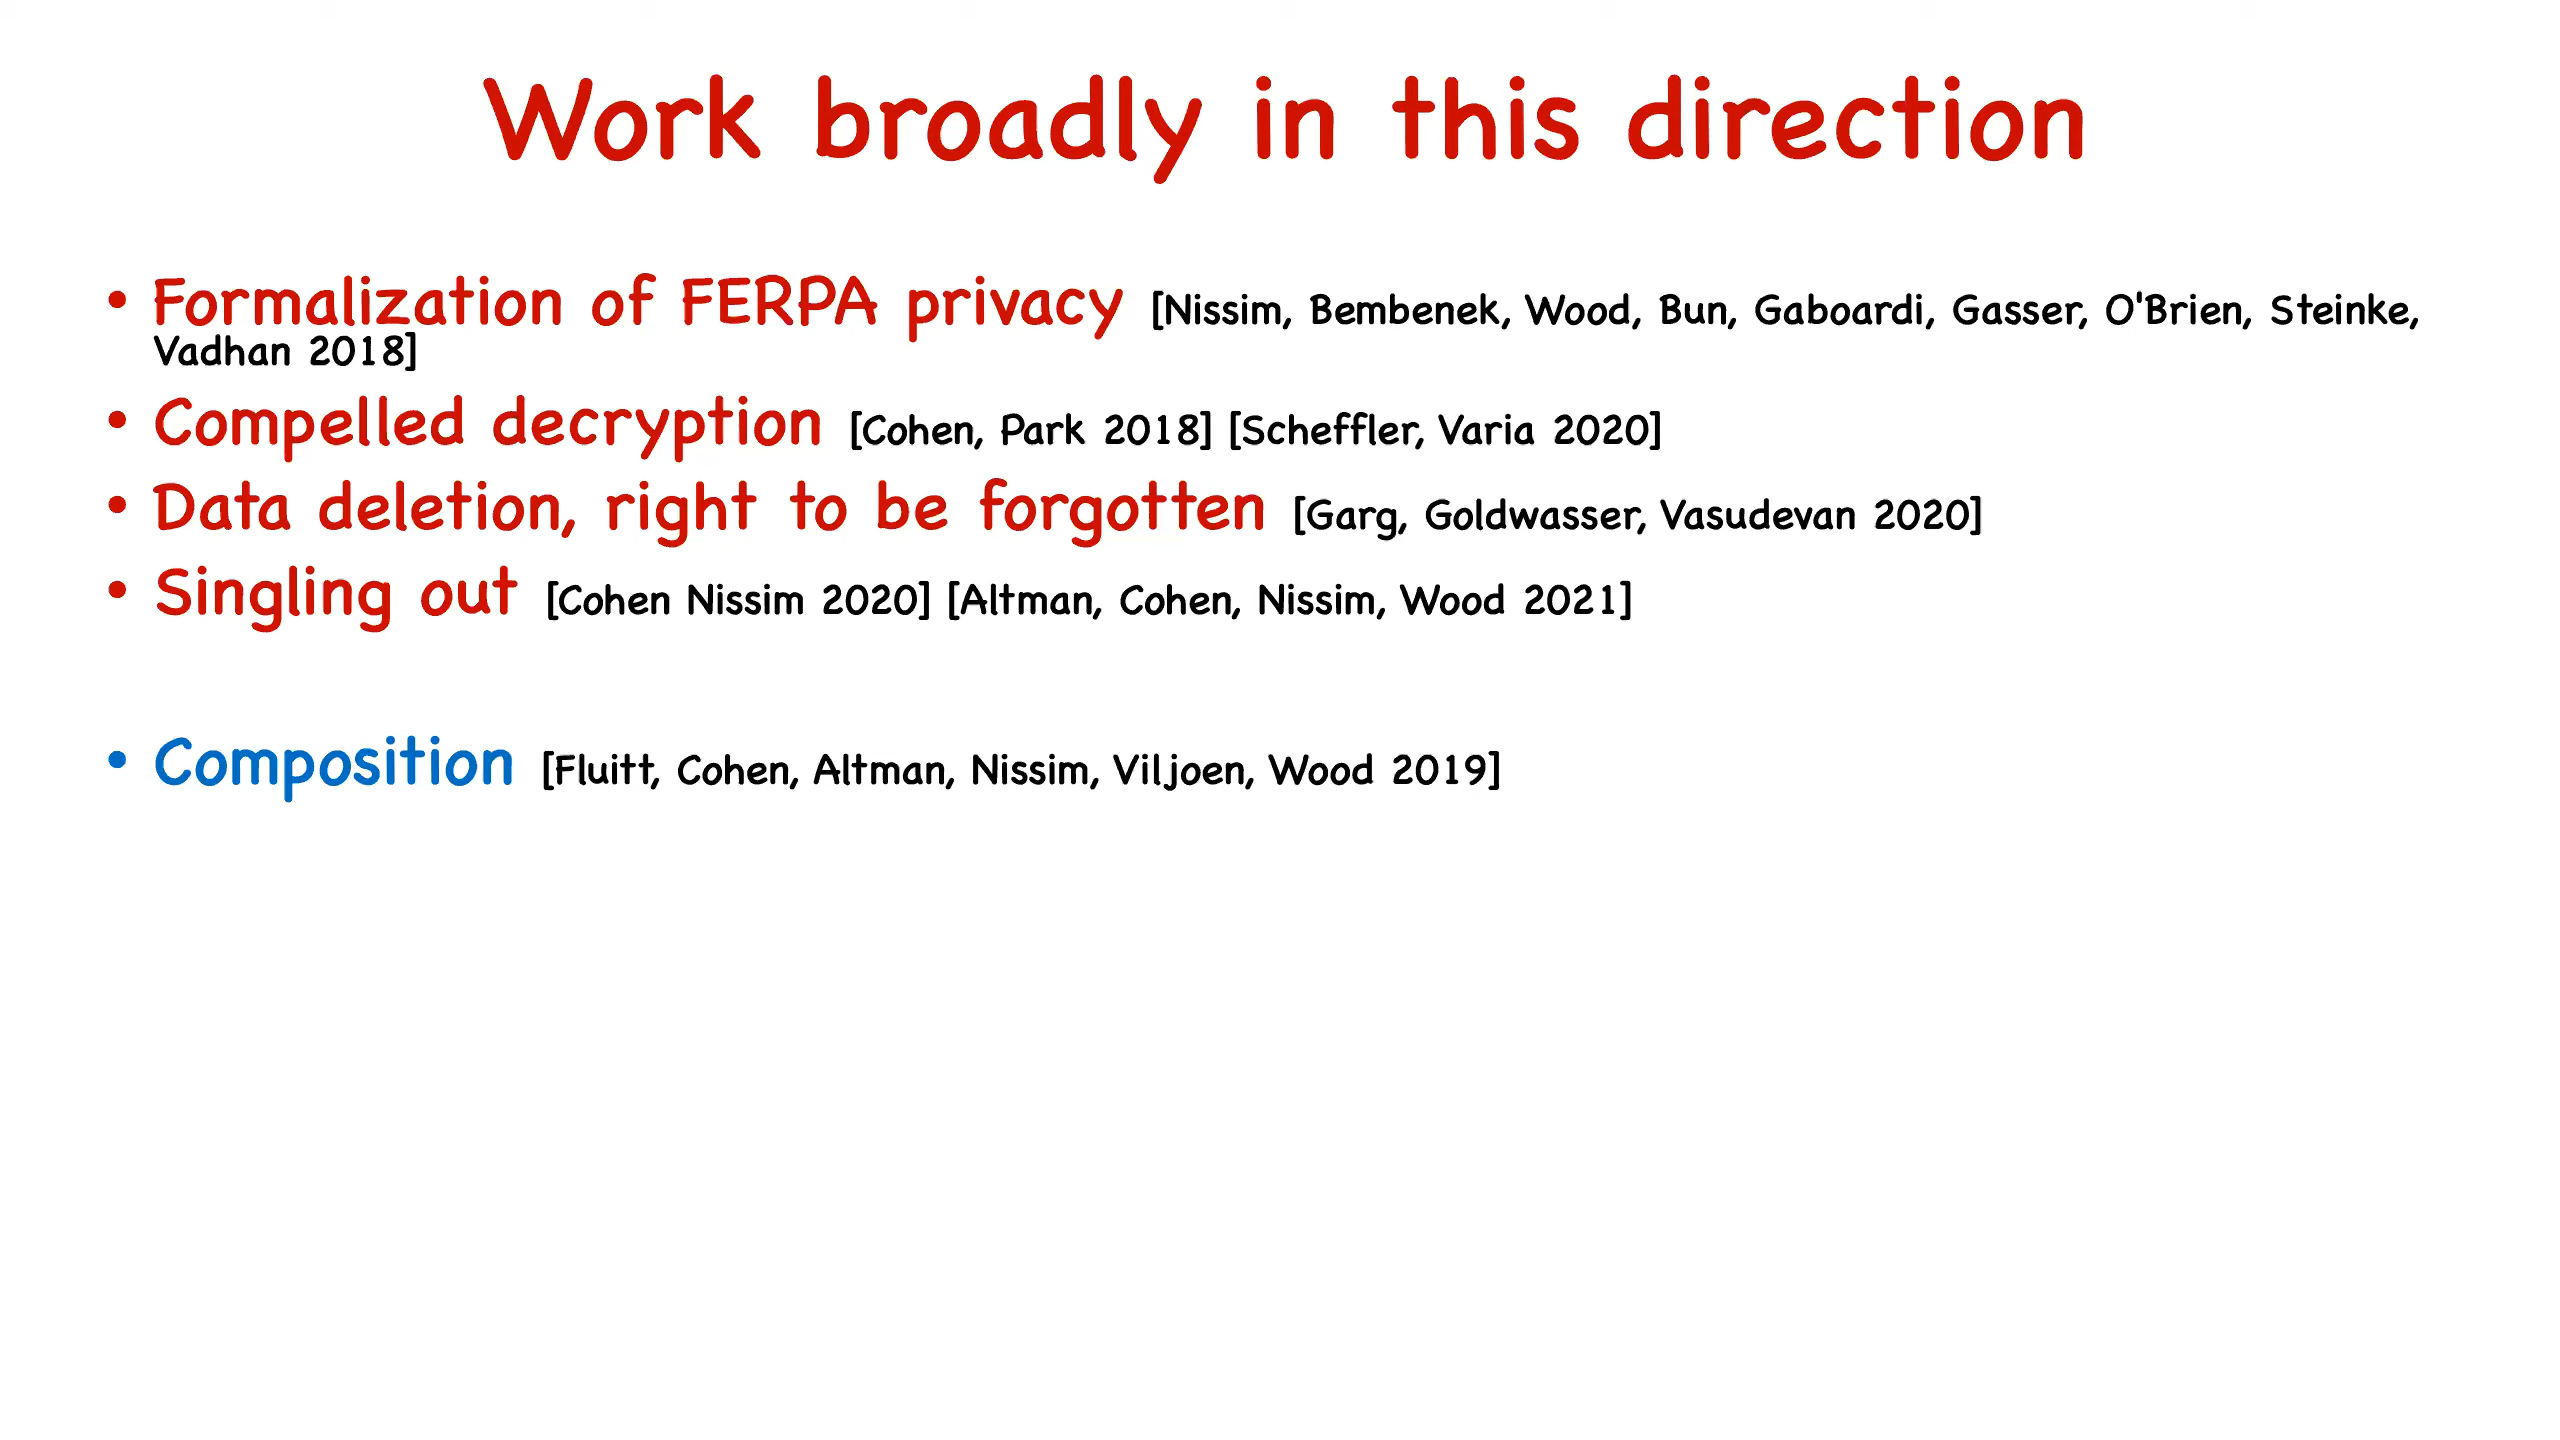 Work broadly in this direction
• Formalization of FERPA privacy [Nissim, Bembenek, Wood, Bun, Gaboardi, Gasser, O'Brien, Steinke,
Vadhan 2018]
• Compelled decryption [Cohen, Park 2018] [Scheffler, Varia 2020]
• Data deletion, right to be forgotten [Garg, Goldwasser, Vasudevan 2020]
• Singling out [Cohen Nissim 2020] [Altman, Cohen, Nissim, Wood 2021]
• Composition [Fluitt, Cohen, Altman, Nissim, Viljoen, Wood 2019]